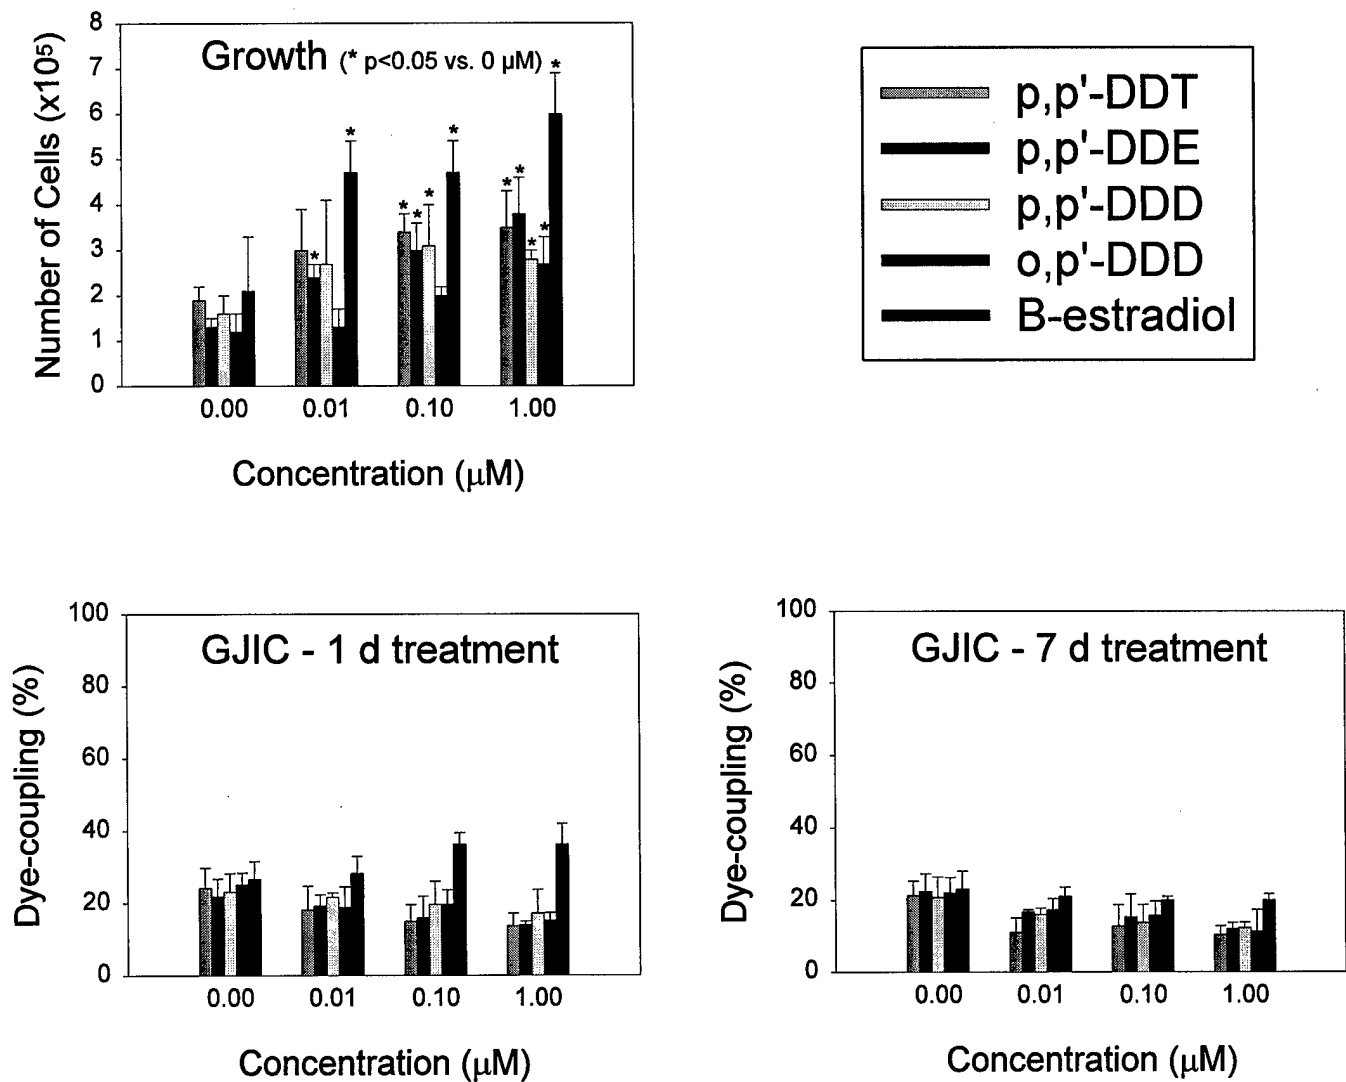 Growth (* p<0.05 vs. 0 μM)
Number of Cells (x10⁵)
8
7
6
5
4
3
2
1
0
* * * * * * * * * *
0.00 0.01 0.10 1.00
Concentration (μM)
p,p'-DDT
p,p'-DDE
p,p'-DDD
o,p'-DDD
B-estradiol
GJIC - 1 d treatment
Dye-coupling (%)
100
80
60
40
20
0
0.00 0.01 0.10 1.00
Concentration (μM)
GJIC - 7 d treatment
Dye-coupling (%)
100
80
60
40
20
0
0.00 0.01 0.10 1.00
Concentration (μM)